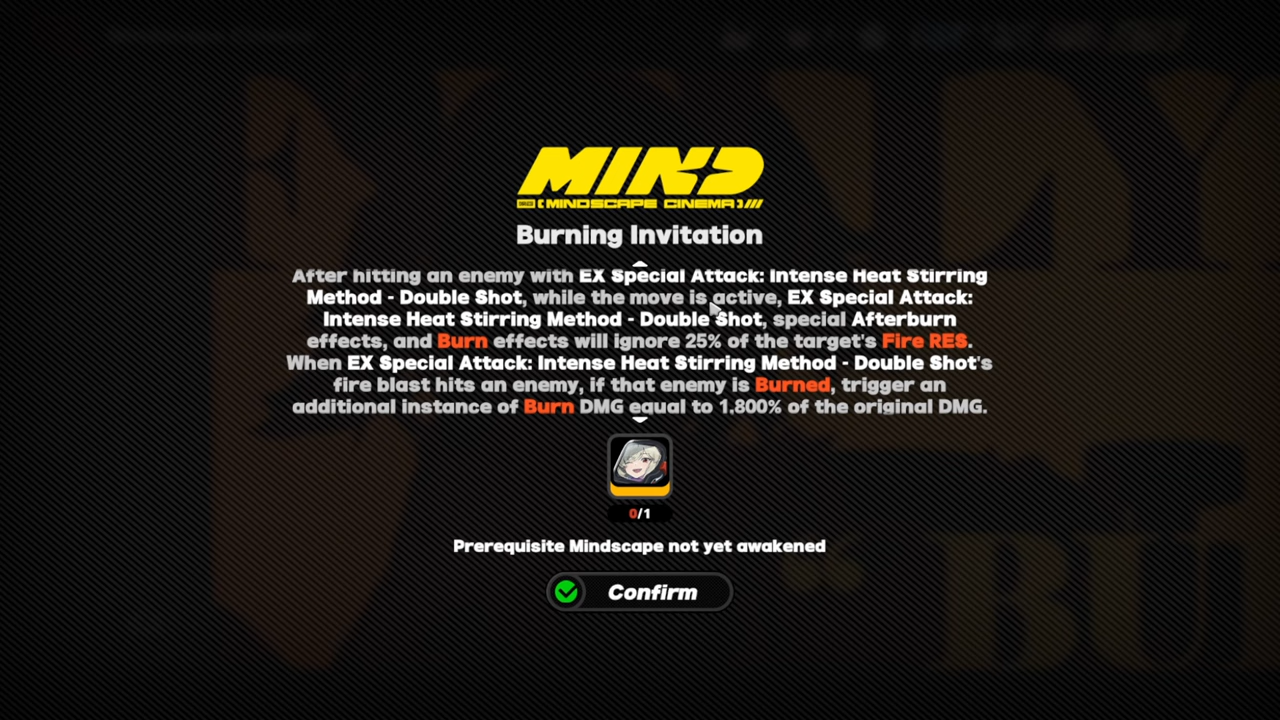 MIND
MINDSCAPE CINEMA
Burning Invitation
After hitting an enemy with EX Special Attack: Intense Heat Stirring
Method - Double Shot, while the move is active, EX Special Attack:
Intense Heat Stirring Method - Double Shot, special Afterburn
effects, and Burn effects will ignore 25% of the target's Fire RES.
When EX Special Attack: Intense Heat Stirring Method - Double Shot's
fire blast hits an enemy, if that enemy is Burned, trigger an
additional instance of Burn DMG equal to 1,800% of the original DMG.
0/1
Prerequisite Mindscape not yet awakened
Confirm